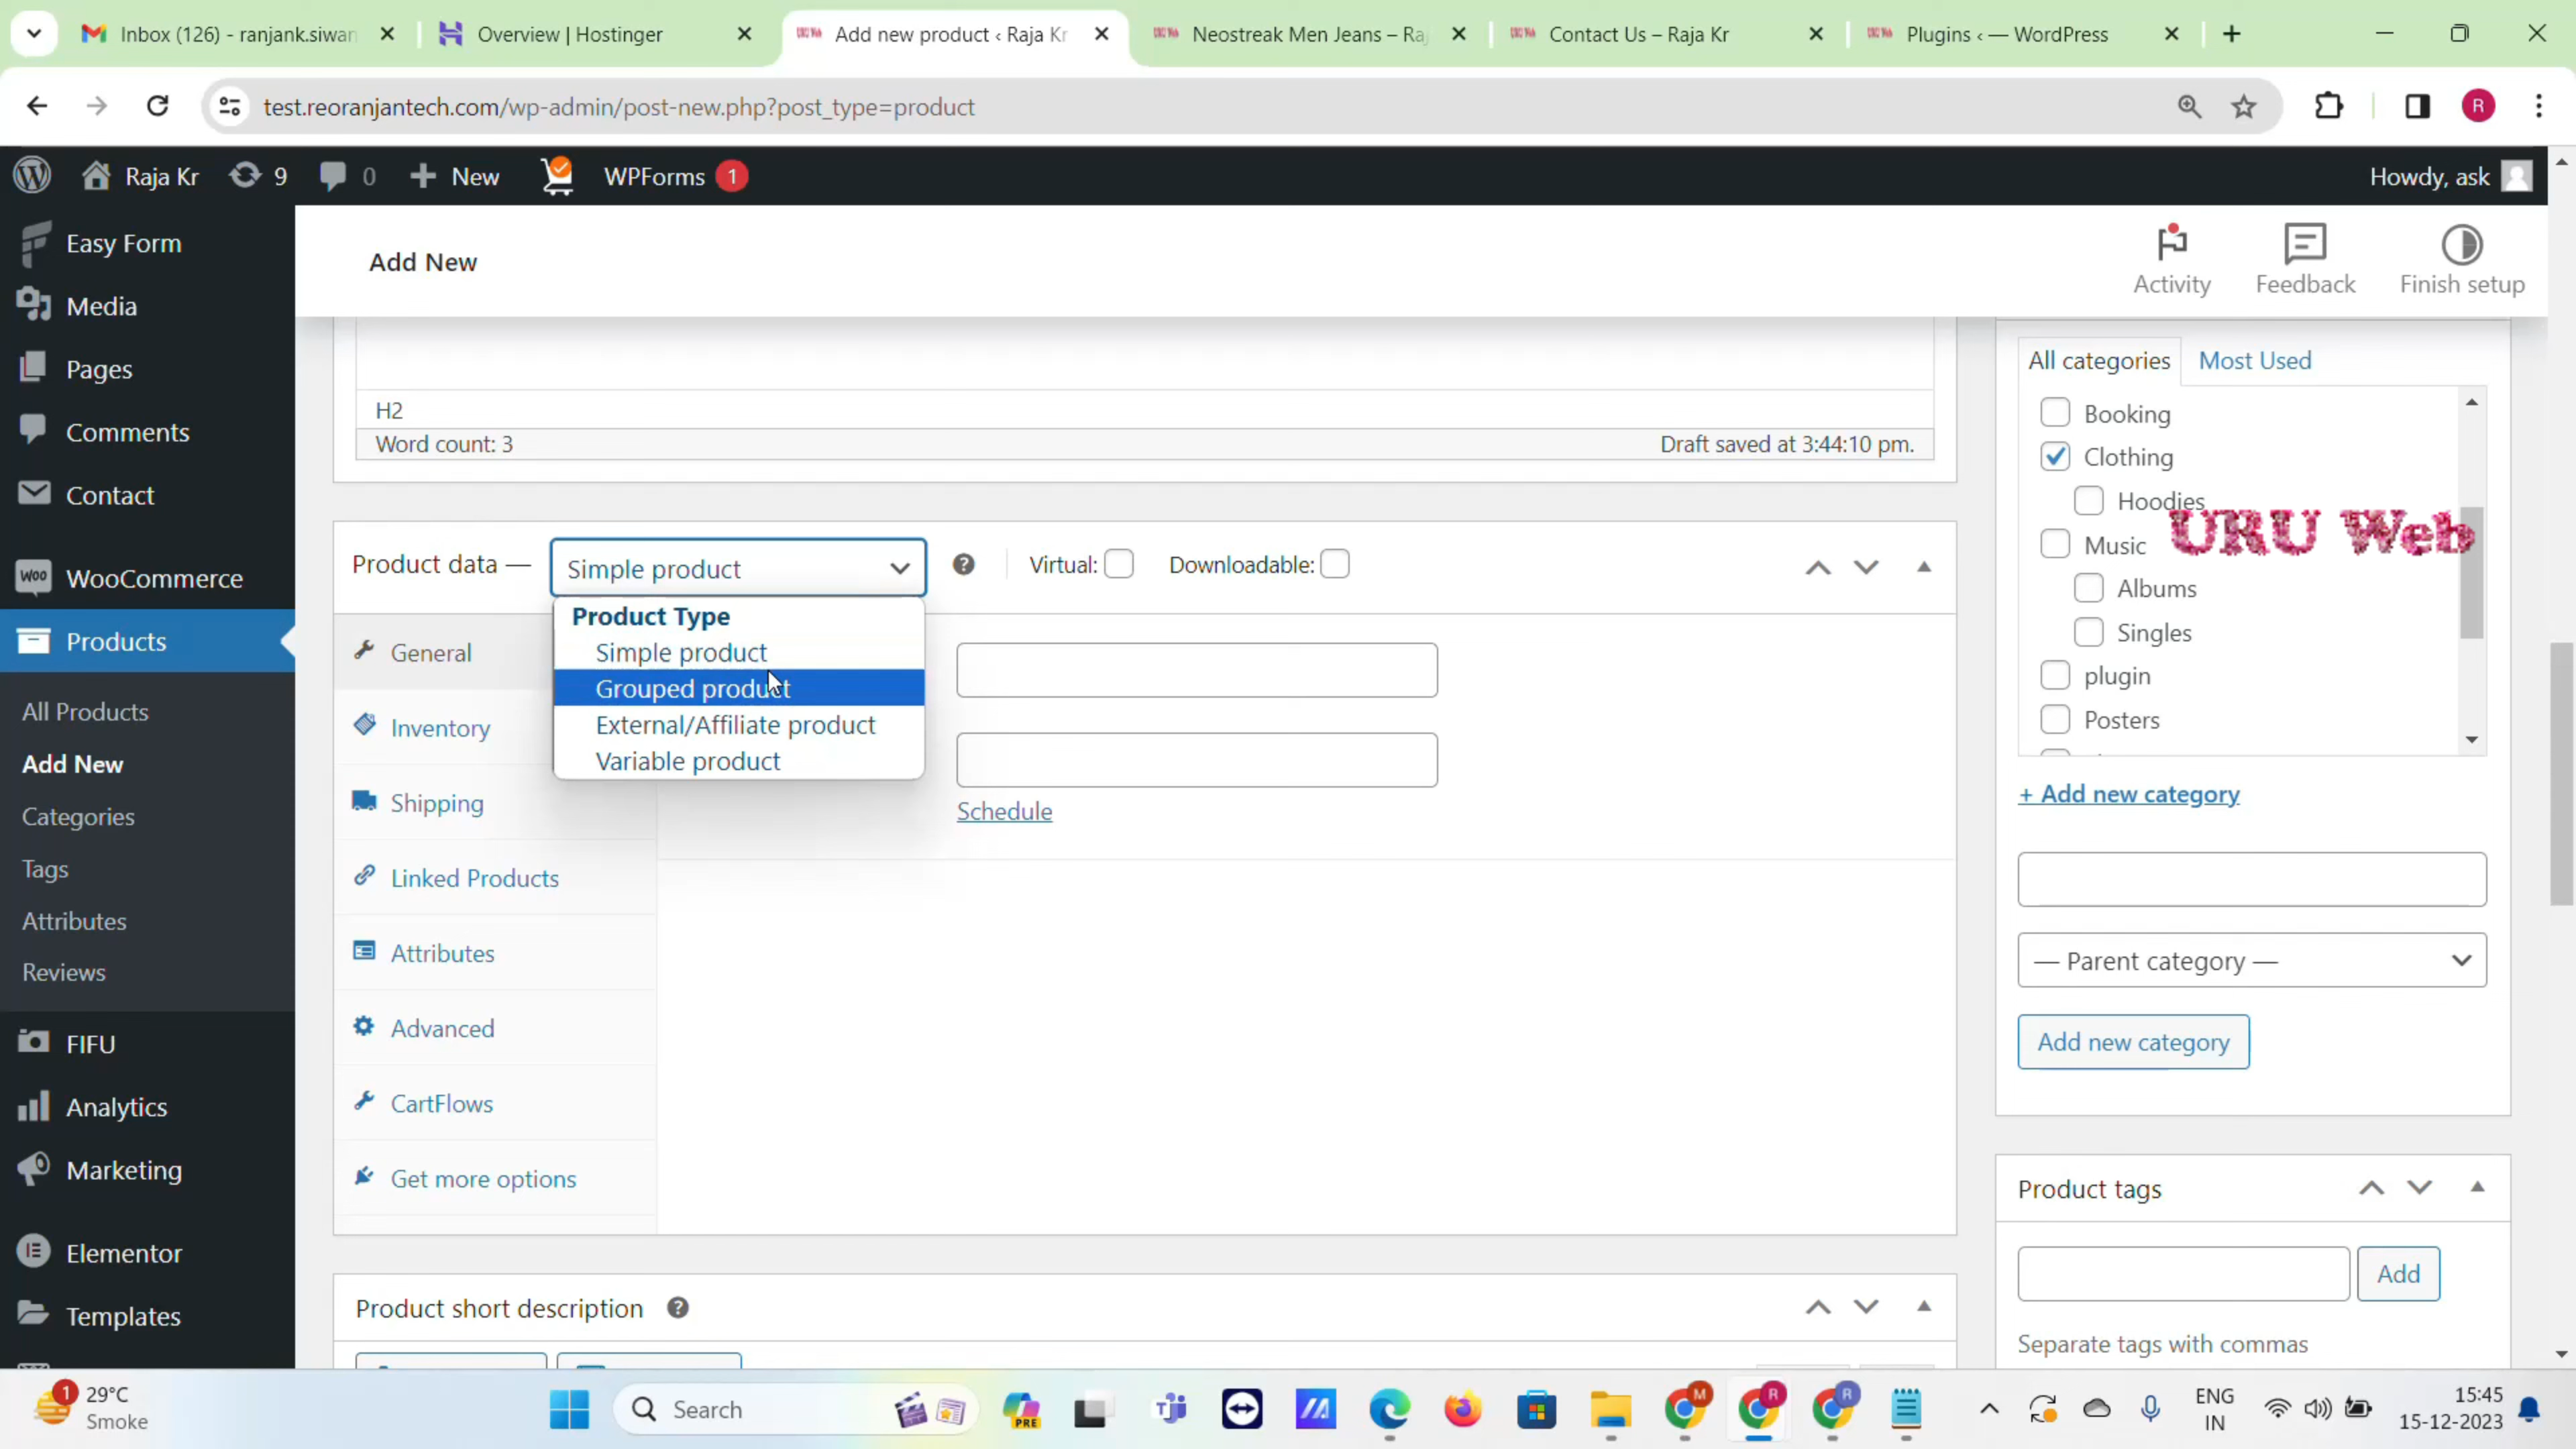 Inbox (126) - ranjank.siwan
Overview | Hostinger
Add new product ‹ Raja Kr
Neostreak Men Jeans – Raj
Contact Us – Raja Kr
Plugins ‹ — WordPress
test.reoranjantech.com/wp-admin/post-new.php?post_type=product
R
Raja Kr
9
0
New
WPForms 1
Howdy, ask
Easy Form
Media
Pages
Comments
Contact
WooCommerce
Products
All Products
Add New
Categories
Tags
Attributes
Reviews
FIFU
Analytics
Marketing
Elementor
Templates
Add New
Activity
Feedback
Finish setup
H2
Word count: 3
Draft saved at 3:44:10 pm.
Product data —
Simple product
Virtual:
Downloadable:
Product Type
Simple product
Grouped product
External/Affiliate product
Variable product
General
Inventory
Shipping
Linked Products
Attributes
Advanced
CartFlows
Get more options
Schedule
Product short description
All categories
Most Used
Booking
Clothing
Hoodies
Music
Albums
Singles
plugin
Posters
URU Web
+ Add new category
— Parent category —
Add new category
Product tags
Add
Separate tags with commas
1
29°C
Smoke
Search
PRE
M
R
R
ENG
IN
15:45
15-12-2023